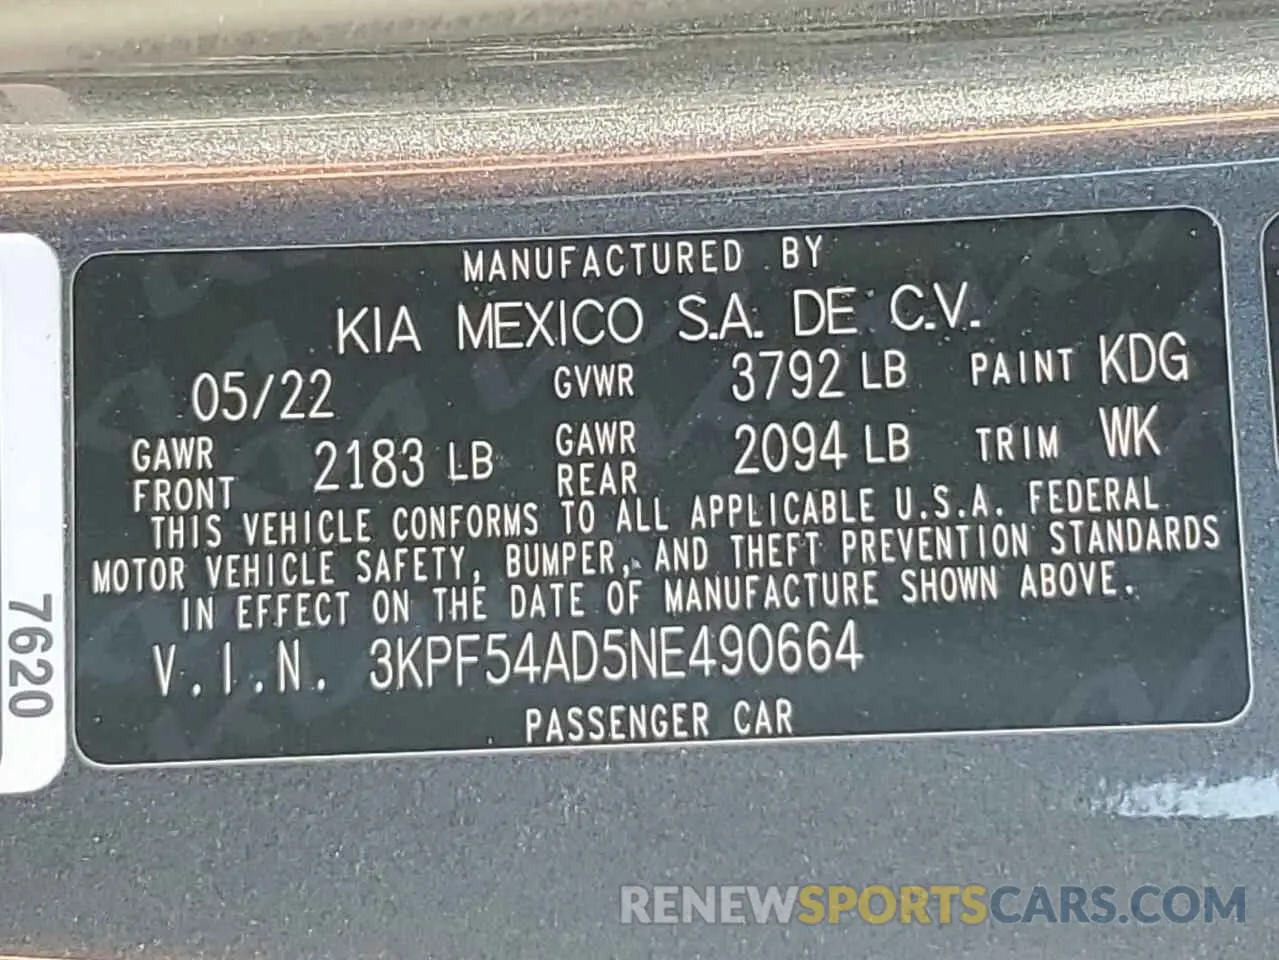 MANUFACTURED BY
KIA MEXICO S.A. DE C.V.
05/22 GVWR 3792 LB PAINT KDG
GAWR FRONT 2183 LB GAWR REAR 2094 LB TRIM WK
THIS VEHICLE CONFORMS TO ALL APPLICABLE U.S.A. FEDERAL
MOTOR VEHICLE SAFETY, BUMPER, AND THEFT PREVENTION STANDARDS
IN EFFECT ON THE DATE OF MANUFACTURE SHOWN ABOVE.
V.I.N. 3KPF54AD5NE490664
PASSENGER CAR
7620
RENEWSPORTSCARS.COM